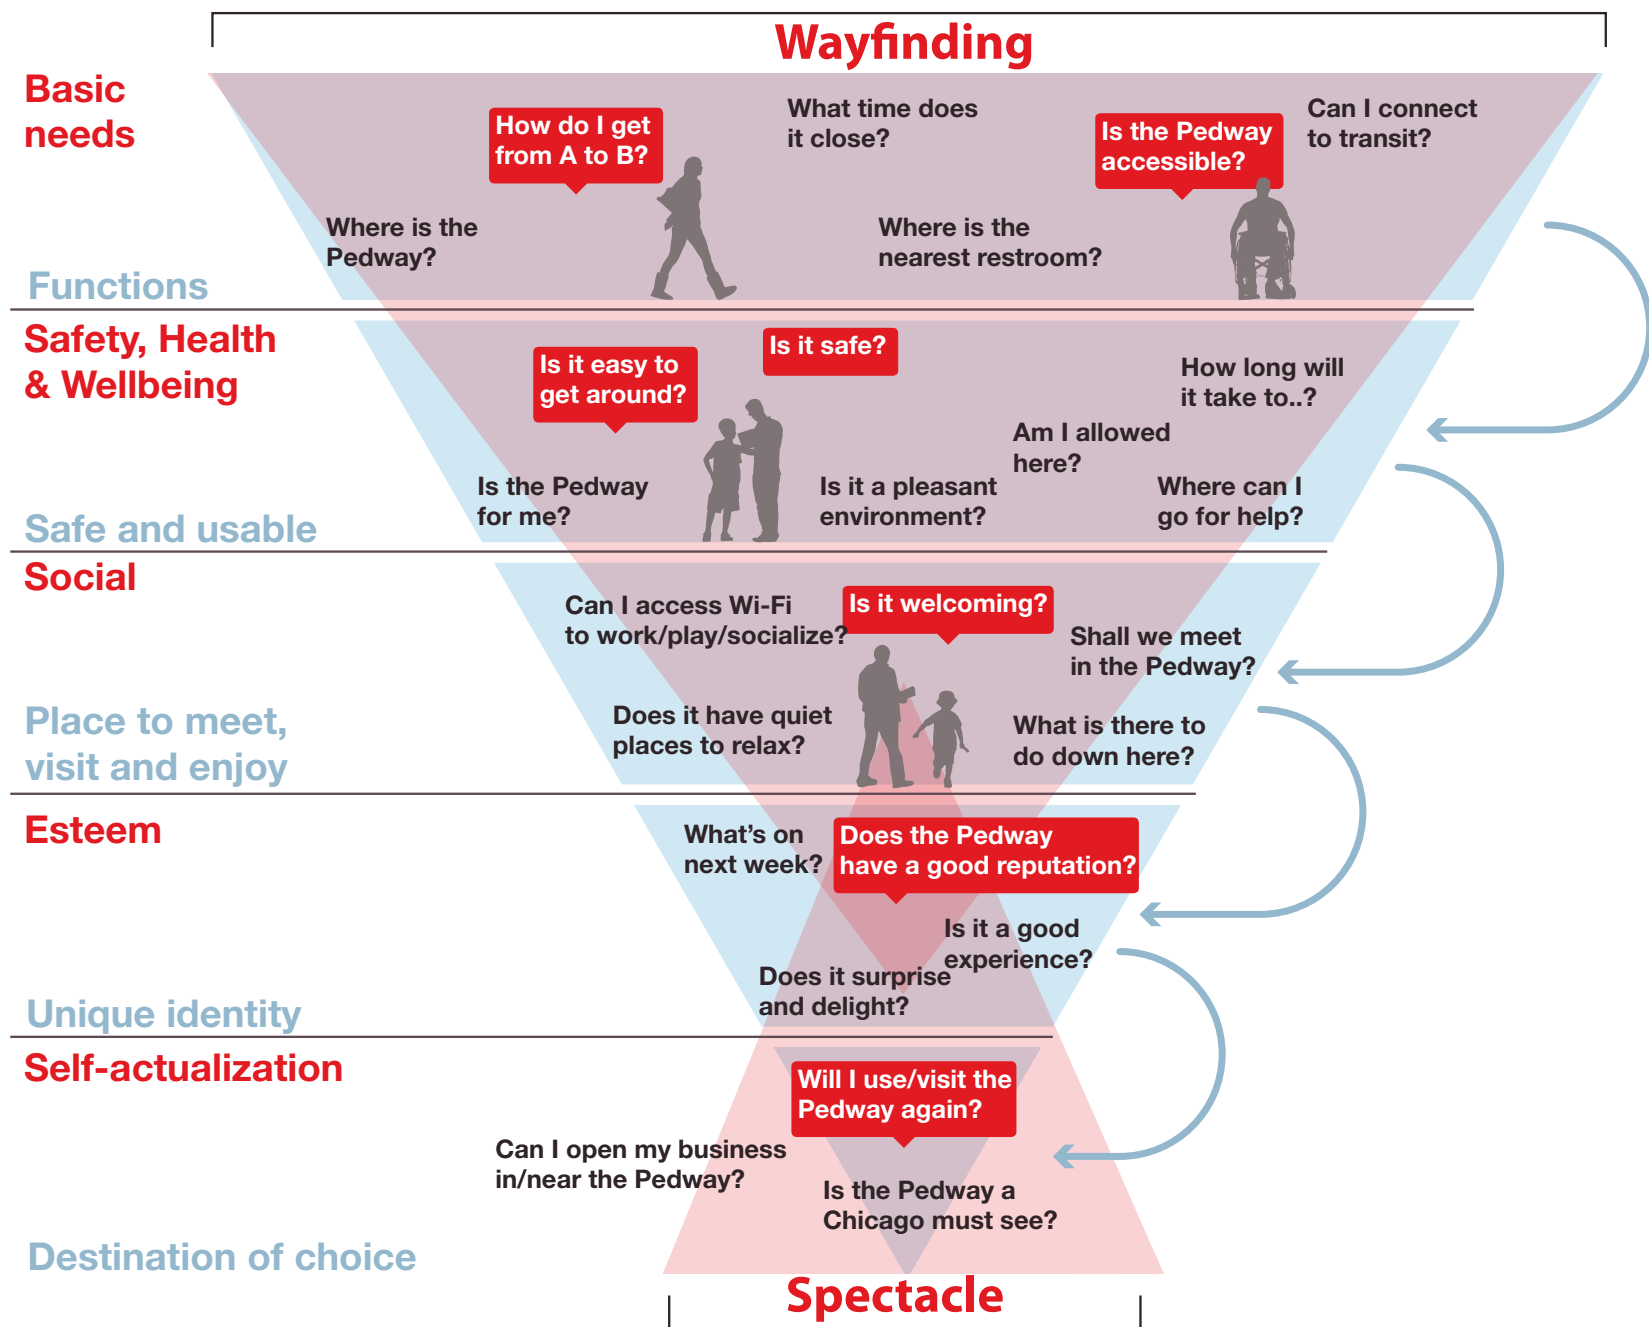 Wayfinding
Basic
needs
How do I get
from A to B?
What time does
it close?
Is the Pedway
accessible?
Can I connect
to transit?
Where is the
Pedway?
Where is the
nearest restroom?
Functions
Safety, Health
& Wellbeing
Is it easy to
get around?
Is it safe?
How long will
it take to..?
Am I allowed
here?
Is the Pedway
for me?
Is it a pleasant
environment?
Where can I
go for help?
Safe and usable
Social
Can I access Wi-Fi
to work/play/socialize?
Is it welcoming?
Shall we meet
in the Pedway?
Does it have quiet
places to relax?
What is there to
do down here?
Place to meet,
visit and enjoy
Esteem
What's on
next week?
Does the Pedway
have a good reputation?
Is it a good
experience?
Does it surprise
and delight?
Unique identity
Self-actualization
Will I use/visit the
Pedway again?
Can I open my business
in/near the Pedway?
Is the Pedway a
Chicago must see?
Destination of choice
Spectacle